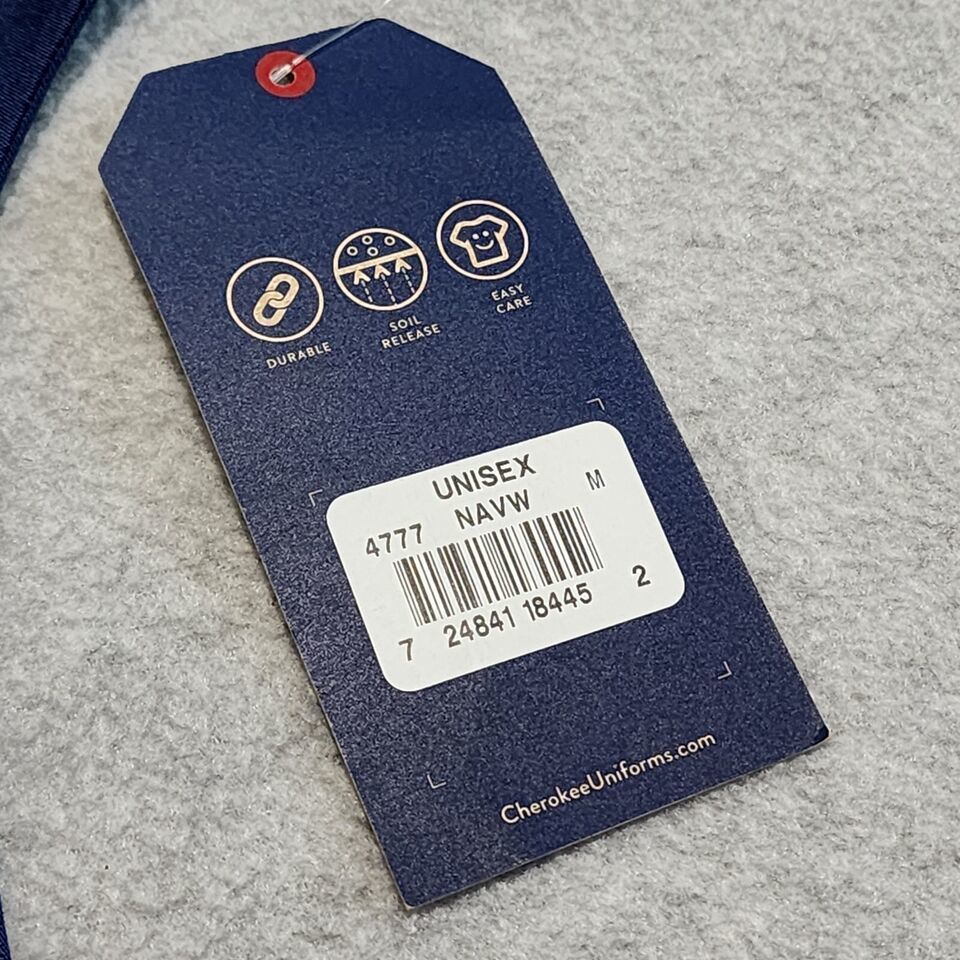 DURABLE
SOIL
RELEASE
EASY
CARE
UNISEX
4777 NAVW M
7 24841 18445 2
CherokeeUniforms.com